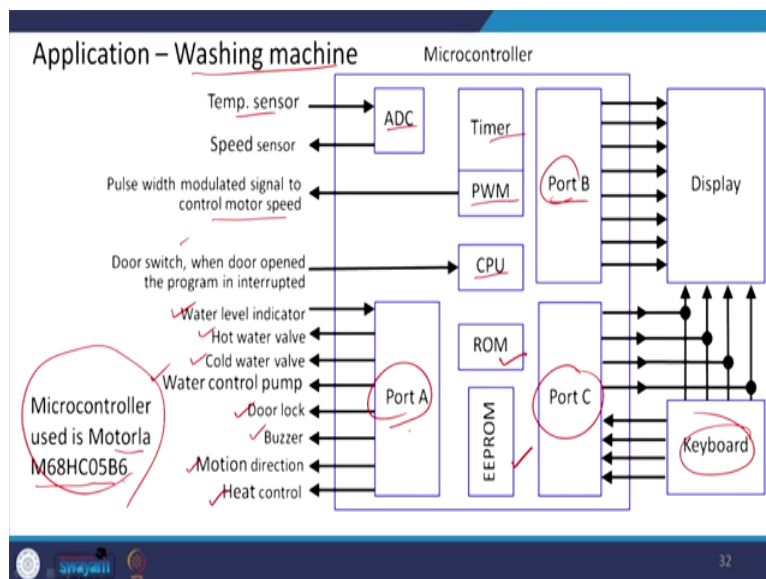 Application – Washing machine
Microcontroller
Temp. sensor
ADC
Timer
Port B
Display
Speed sensor
Pulse width modulated signal to
control motor speed
PWM
Door switch, when door opened
the program in interrupted
CPU
Water level indicator
Hot water valve
Cold water valve
Water control pump
Door lock
Buzzer
Motion direction
Heat control
Port A
ROM
EEPROM
Port C
Keyboard
Microcontroller
used is Motorla
M68HC05B6
swayam
32